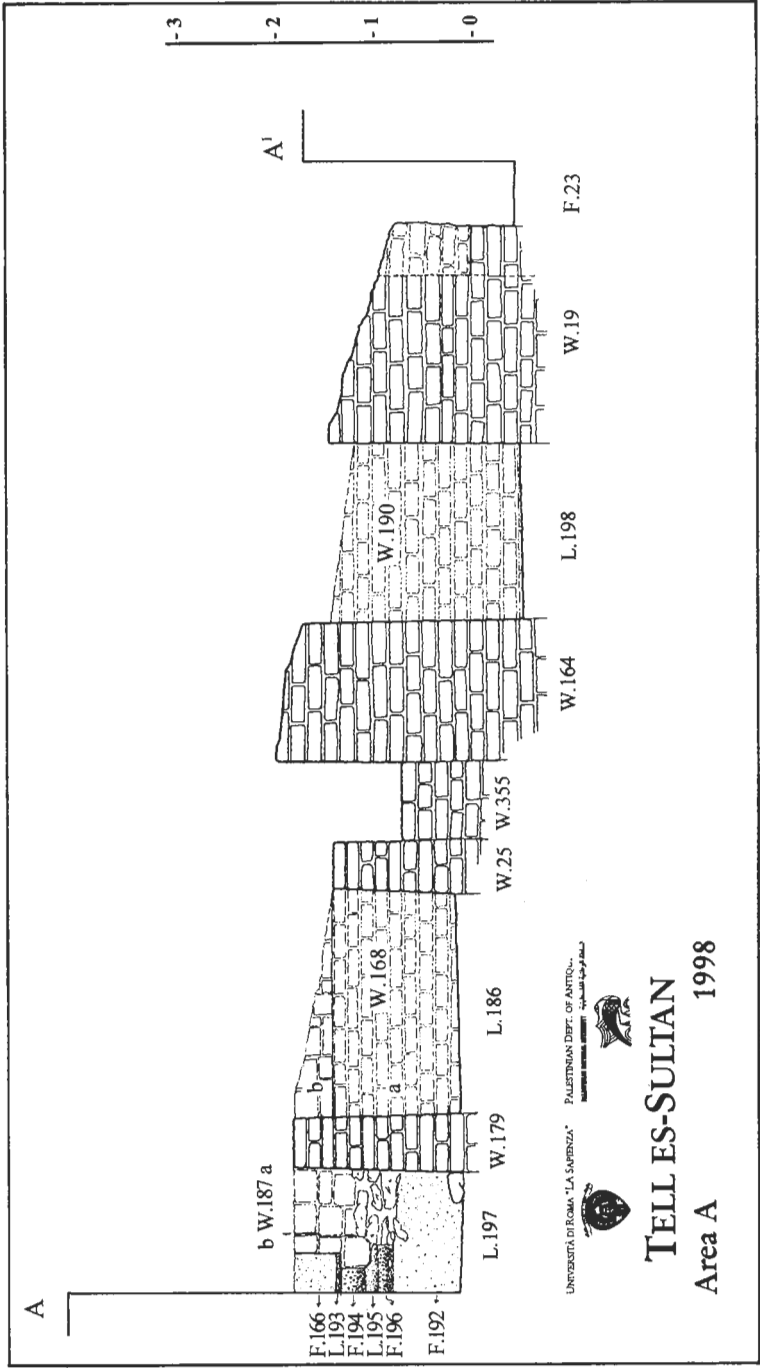 A
A¹
-3
-2
-1
-0
b W.187 a
F.166
L.193
F.194
L.195
F.196
F.192
b
a
W.168
W.190
L.197
W.179
L.186
W.25
W.355
W.164
L.198
W.19
F.23
UNIVERSITÀ DI ROMA "LA SAPIENZA"
PALESTINIAN DEPT. OF ANTIQU.
TELL ES-SULTAN
Area A 1998